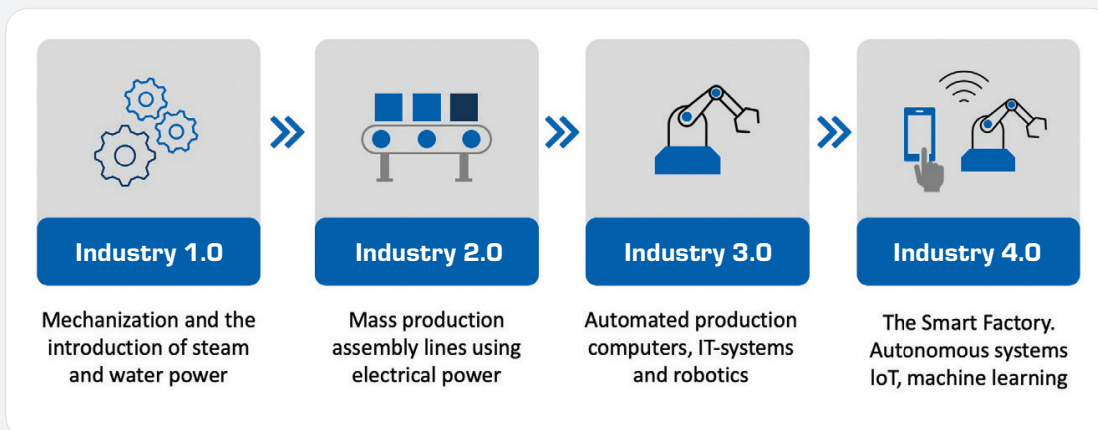 Industry 1.0
Mechanization and the
introduction of steam
and water power
Industry 2.0
Mass production
assembly lines using
electrical power
Industry 3.0
Automated production
computers, IT-systems
and robotics
Industry 4.0
The Smart Factory.
Autonomous systems
IoT, machine learning